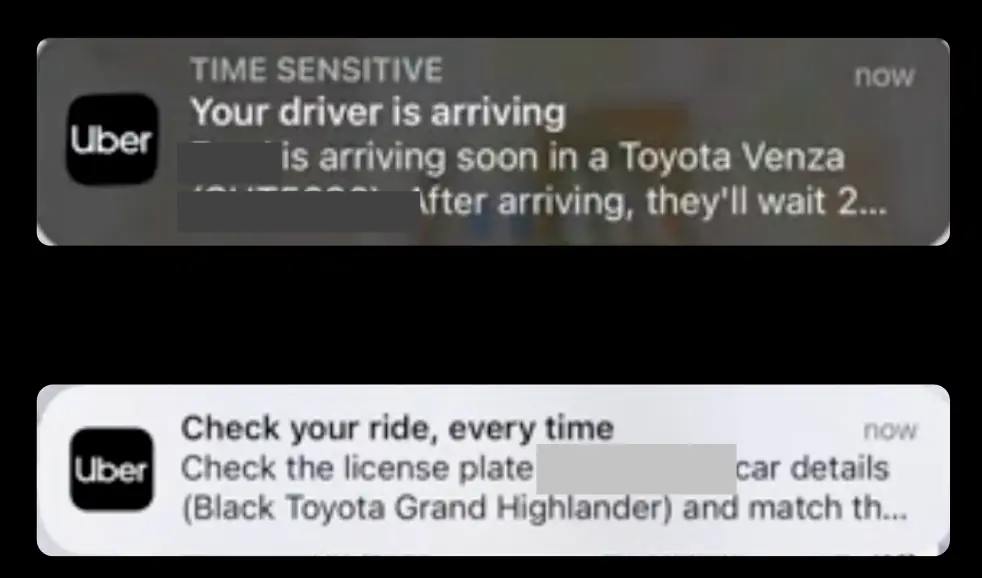 TIME SENSITIVE
now
Your driver is arriving
Uber
is arriving soon in a Toyota Venza
After arriving, they'll wait 2...
Check your ride, every time
now
Uber
Check the license plate car details
(Black Toyota Grand Highlander) and match th...